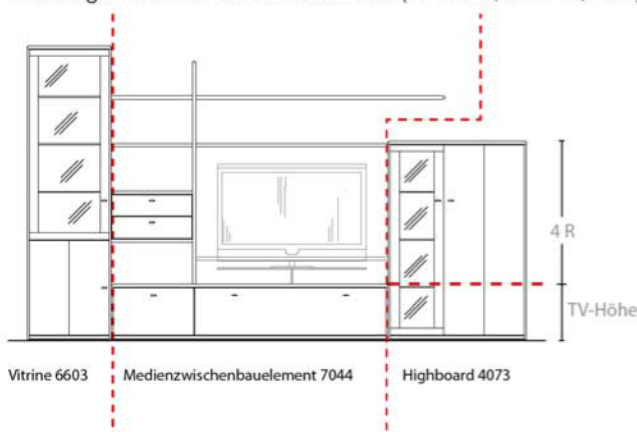 4 R
TV-Höhe
Vitrine 6603
Medienzwischenbauelement 7044
Highboard 4073